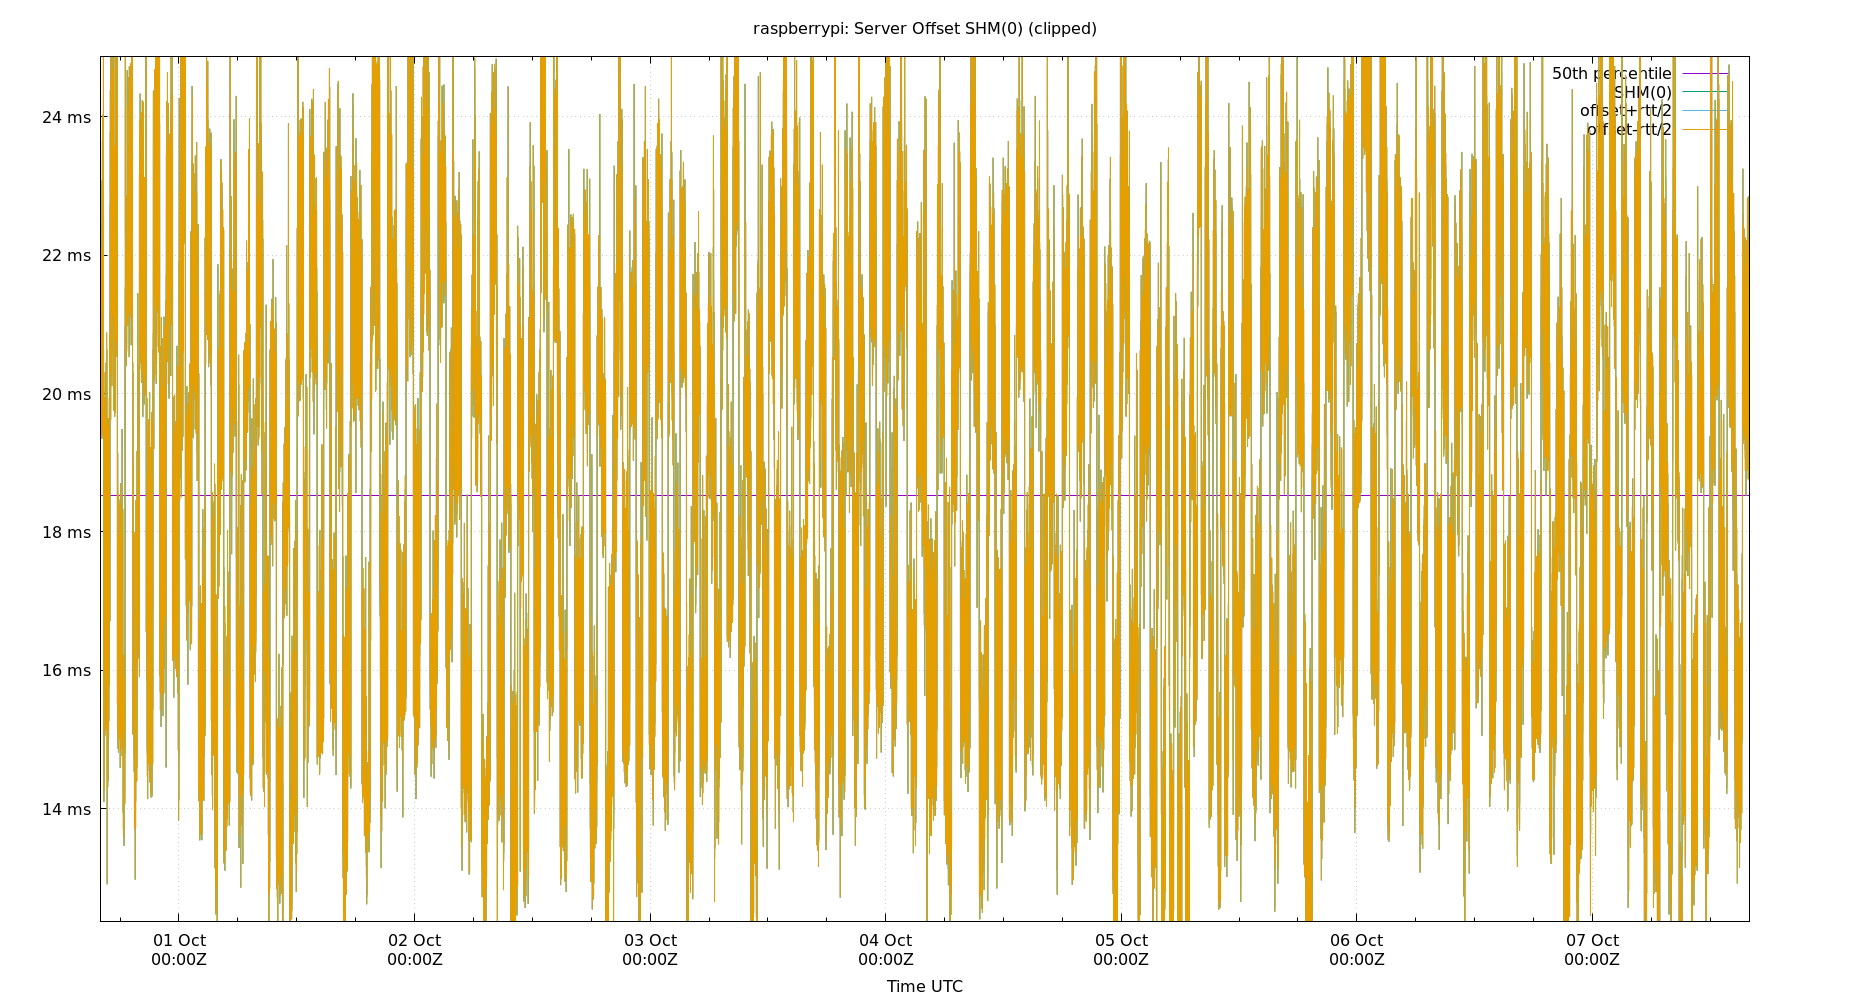 raspberrypi: Server Offset SHM(0) (clipped)
50th percentile
SHM(0)
offset+rtt/2
offset-rtt/2
24 ms
22 ms
20 ms
18 ms
16 ms
14 ms
01 Oct 02 Oct 03 Oct 04 Oct 05 Oct 06 Oct 07 Oct
00:00Z 00:00Z 00:00Z 00:00Z 00:00Z 00:00Z 00:00Z
Time UTC